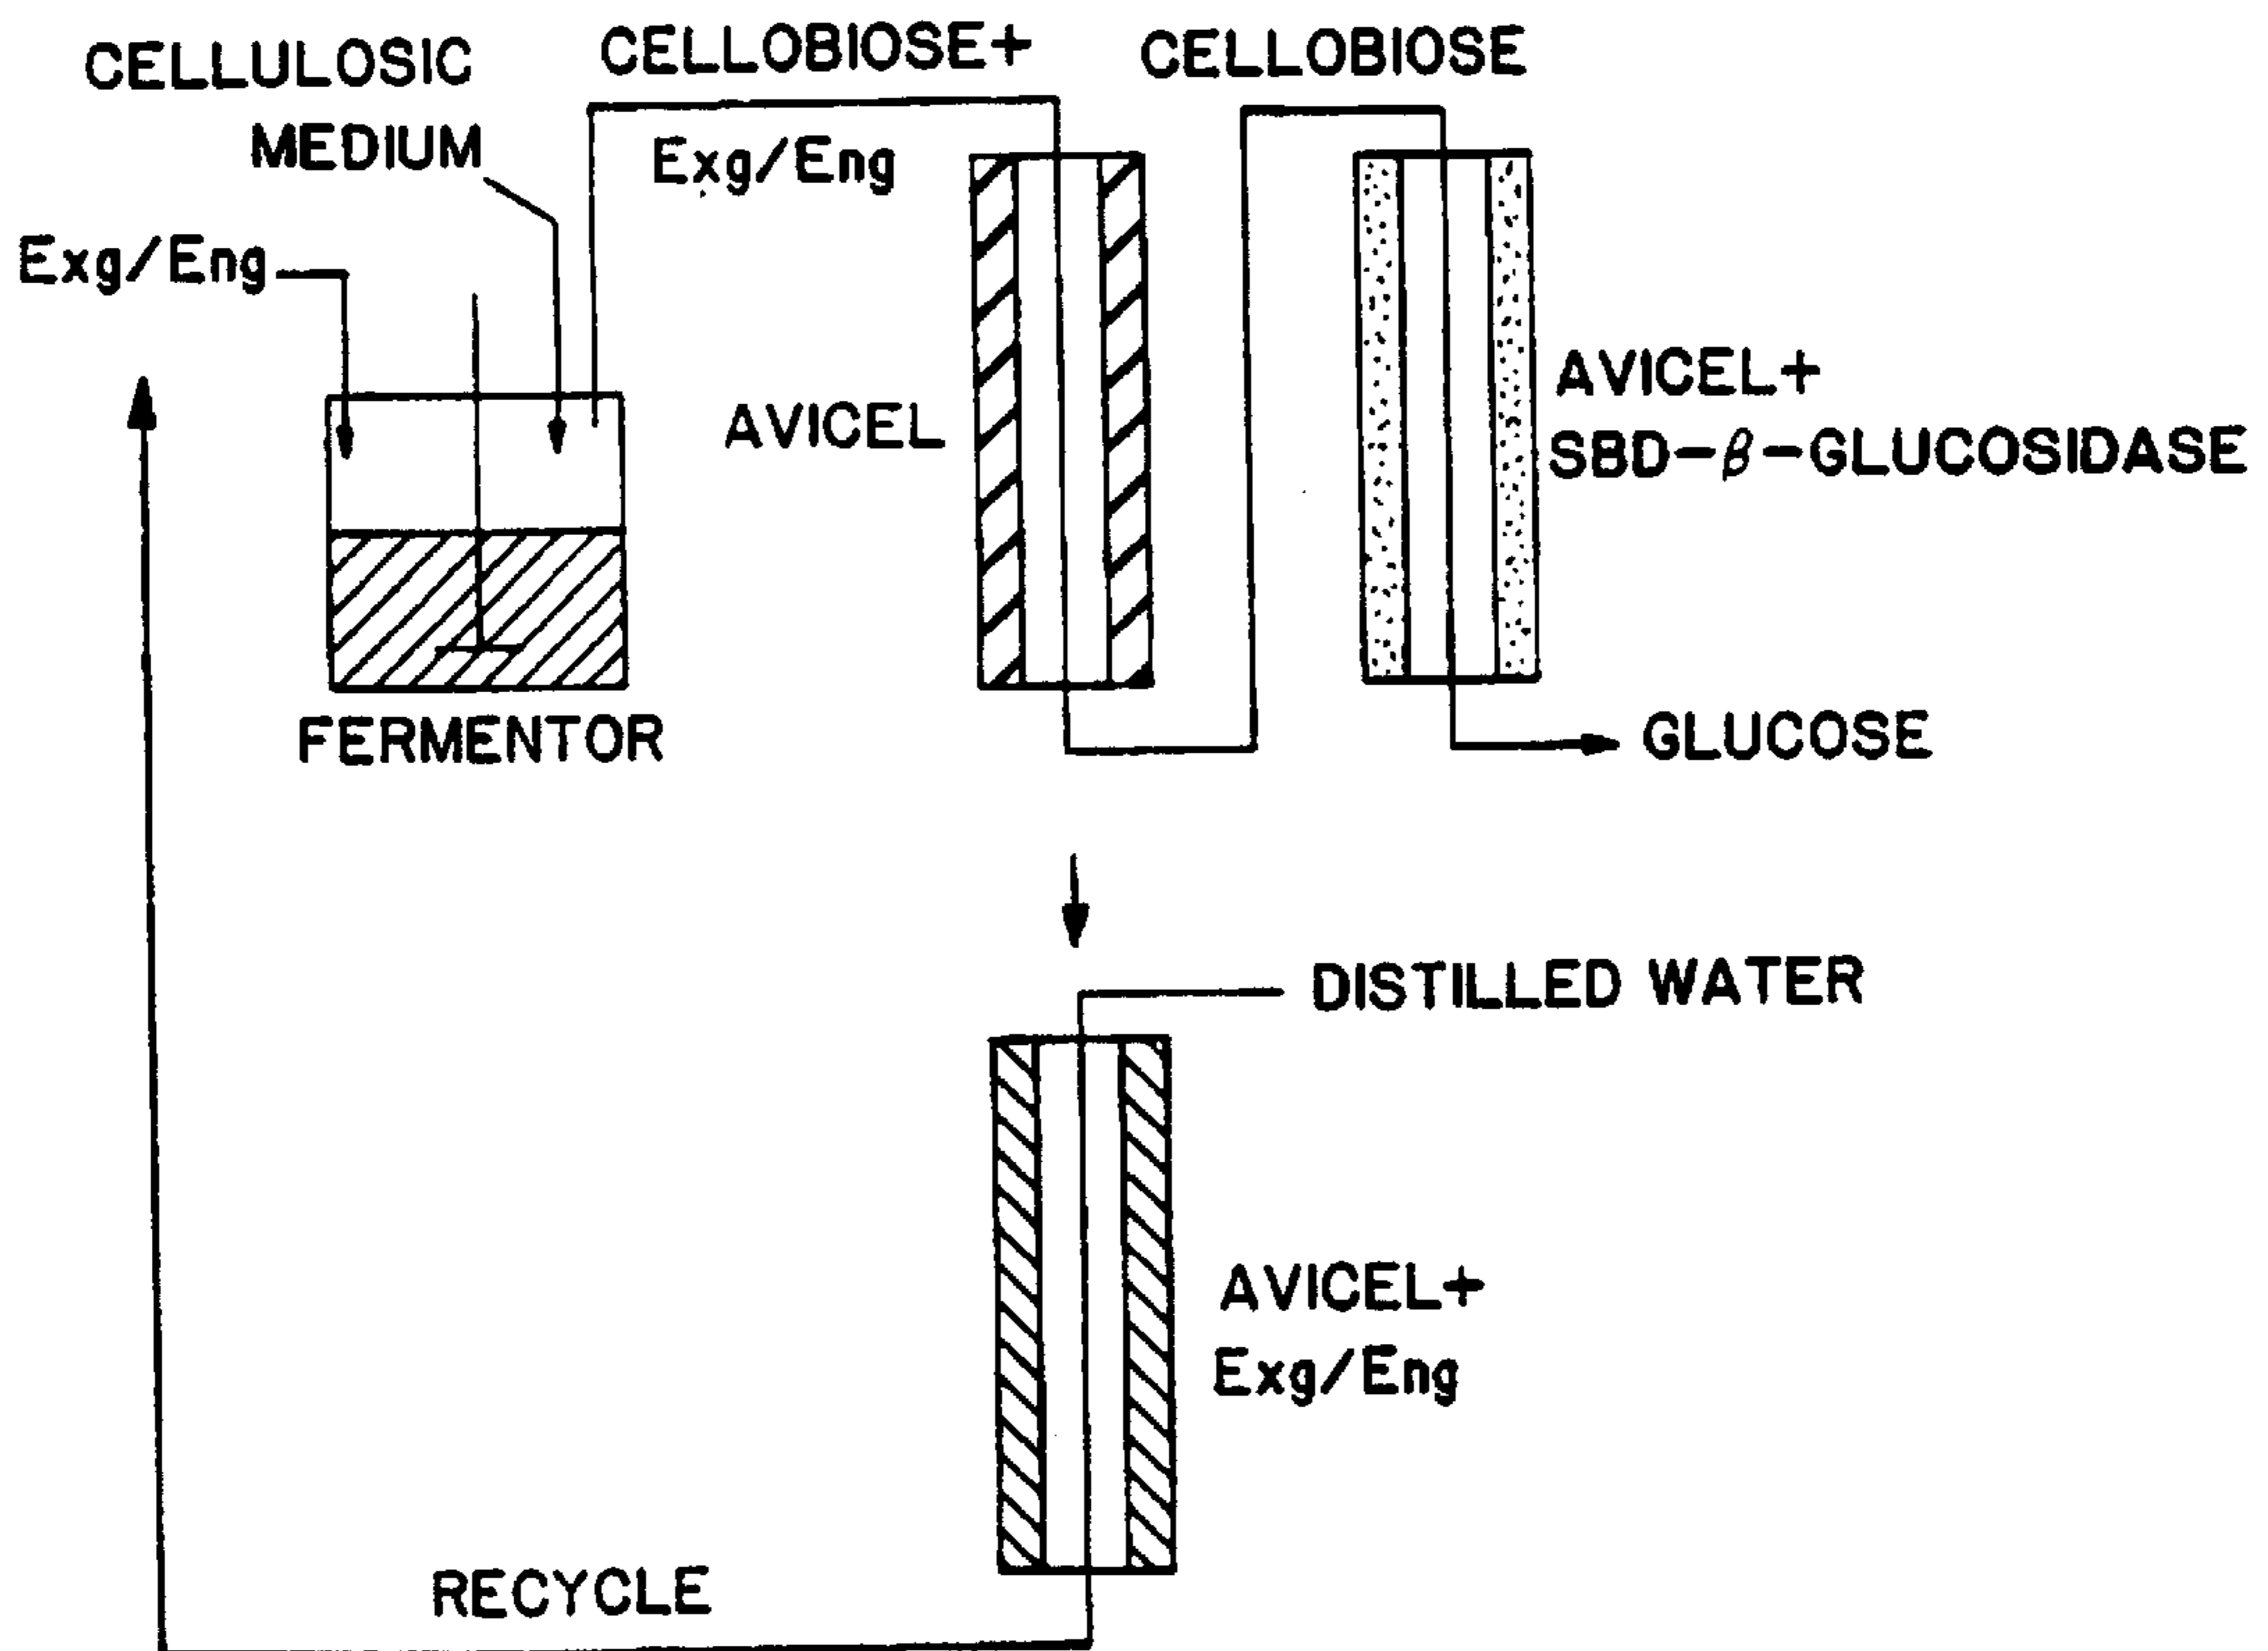 CELLULOSIC
MEDIUM
CELLOBIOSE+
Exg/Eng
CELLOBIOSE
Exg/Eng
AVICEL
AVICEL+
SBD-β-GLUCOSIDASE
FERMENTOR
GLUCOSE
DISTILLED WATER
AVICEL+
Exg/Eng
RECYCLE